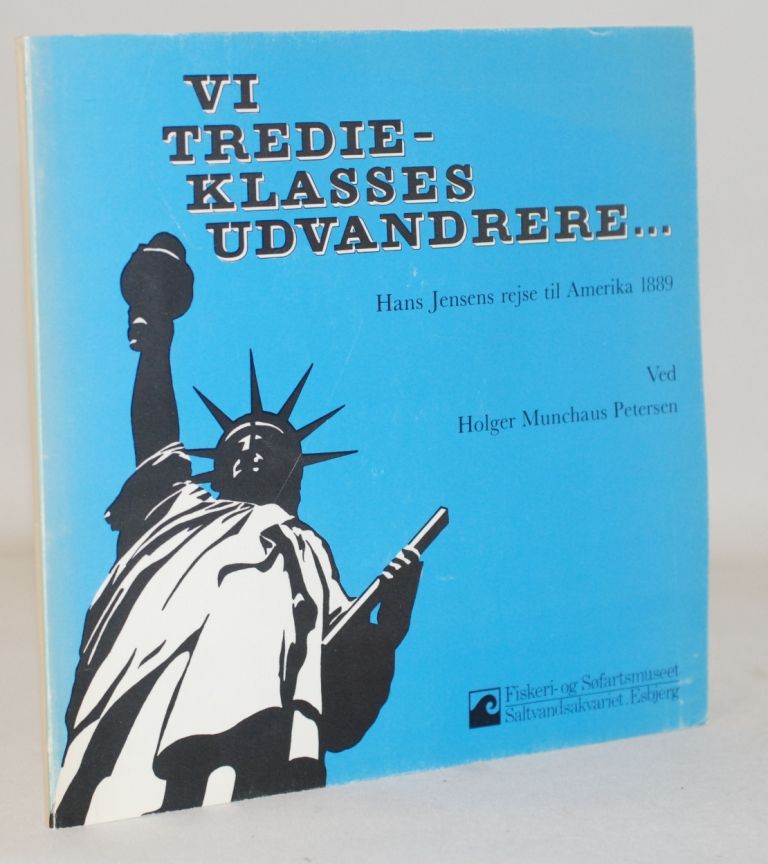 VI
TREDIE-
KLASSES
UDVANDRERE...
Hans Jensens rejse til Amerika 1889
Ved
Holger Munchaus Petersen
Fiskeri- og Søfartsmuseet
Saltvandsakvariet. Esbjerg